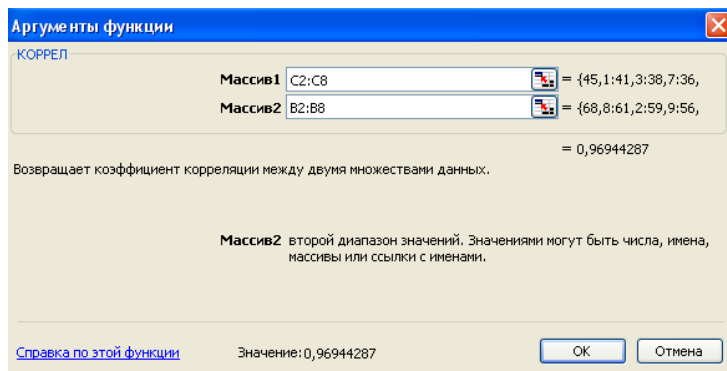 Аргументы функции
КОРРЕЛ
Массив1 C2:C8 = {45,1:41,3:38,7:36,
Массив2 B2:B8 = {68,8:61,2:59,9:56,
= 0,96944287
Возвращает коэффициент корреляции между двумя множествами данных.
Массив2 второй диапазон значений. Значениями могут быть числа, имена,
массивы или ссылки с именами.
Справка по этой функции Значение:0,96944287 ОК Отмена